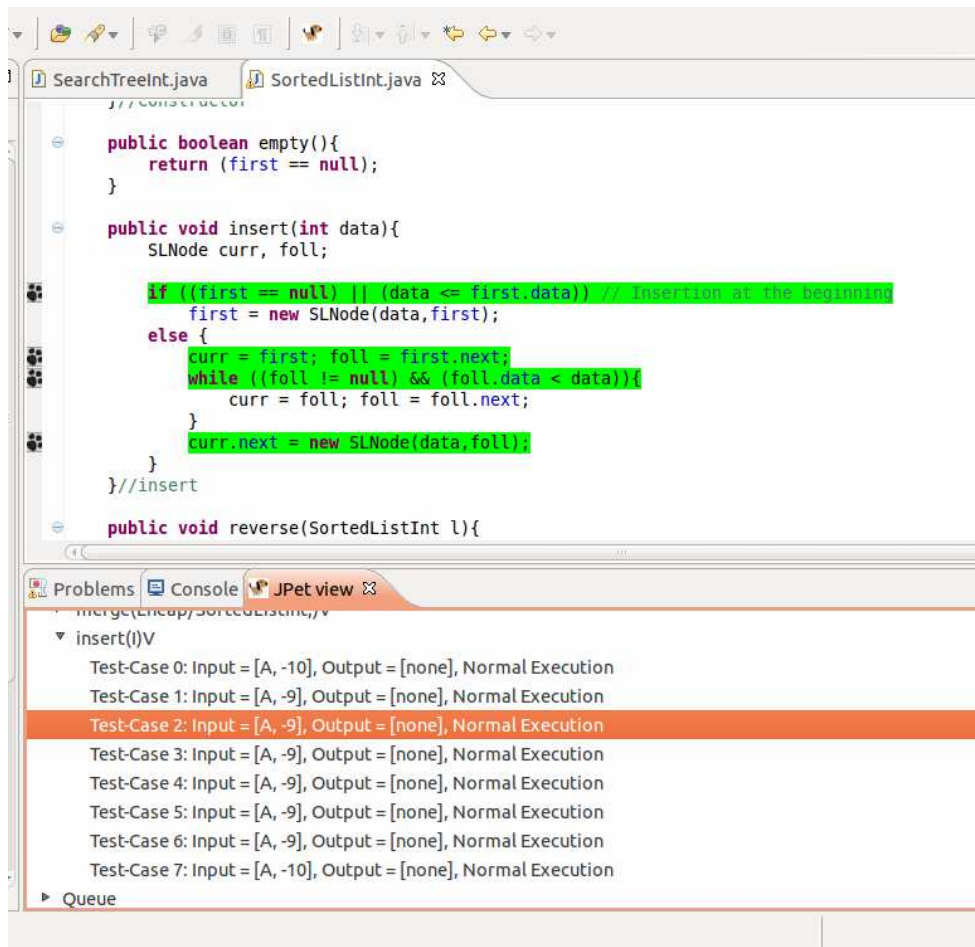 SearchTreeInt.java
SortedListInt.java
}//constructor
public boolean empty(){
return (first == null);
}
public void insert(int data){
SLNode curr, foll;
if ((first == null) || (data <= first.data)) // Insertion at the beginning
first = new SLNode(data,first);
else {
curr = first; foll = first.next;
while ((foll != null) && (foll.data < data)){
curr = foll; foll = foll.next;
}
curr.next = new SLNode(data,foll);
}
}//insert
public void reverse(SortedListInt l){
Problems
Console
JPet view
merge(Lheap/SortedListInt;)V
insert(I)V
Test-Case 0: Input = [A, -10], Output = [none], Normal Execution
Test-Case 1: Input = [A, -9], Output = [none], Normal Execution
Test-Case 2: Input = [A, -9], Output = [none], Normal Execution
Test-Case 3: Input = [A, -9], Output = [none], Normal Execution
Test-Case 4: Input = [A, -9], Output = [none], Normal Execution
Test-Case 5: Input = [A, -9], Output = [none], Normal Execution
Test-Case 6: Input = [A, -9], Output = [none], Normal Execution
Test-Case 7: Input = [A, -10], Output = [none], Normal Execution
Queue